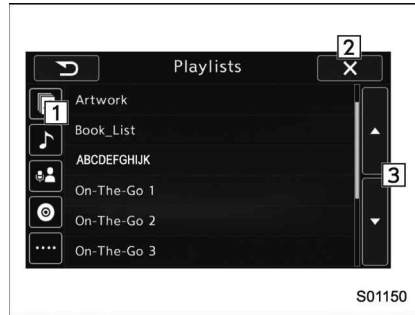 2
Playlists
1
Artwork
Book_List
ABCDEFGHIJK
On-The-Go 1
3
On-The-Go 2
On-The-Go 3
S01150